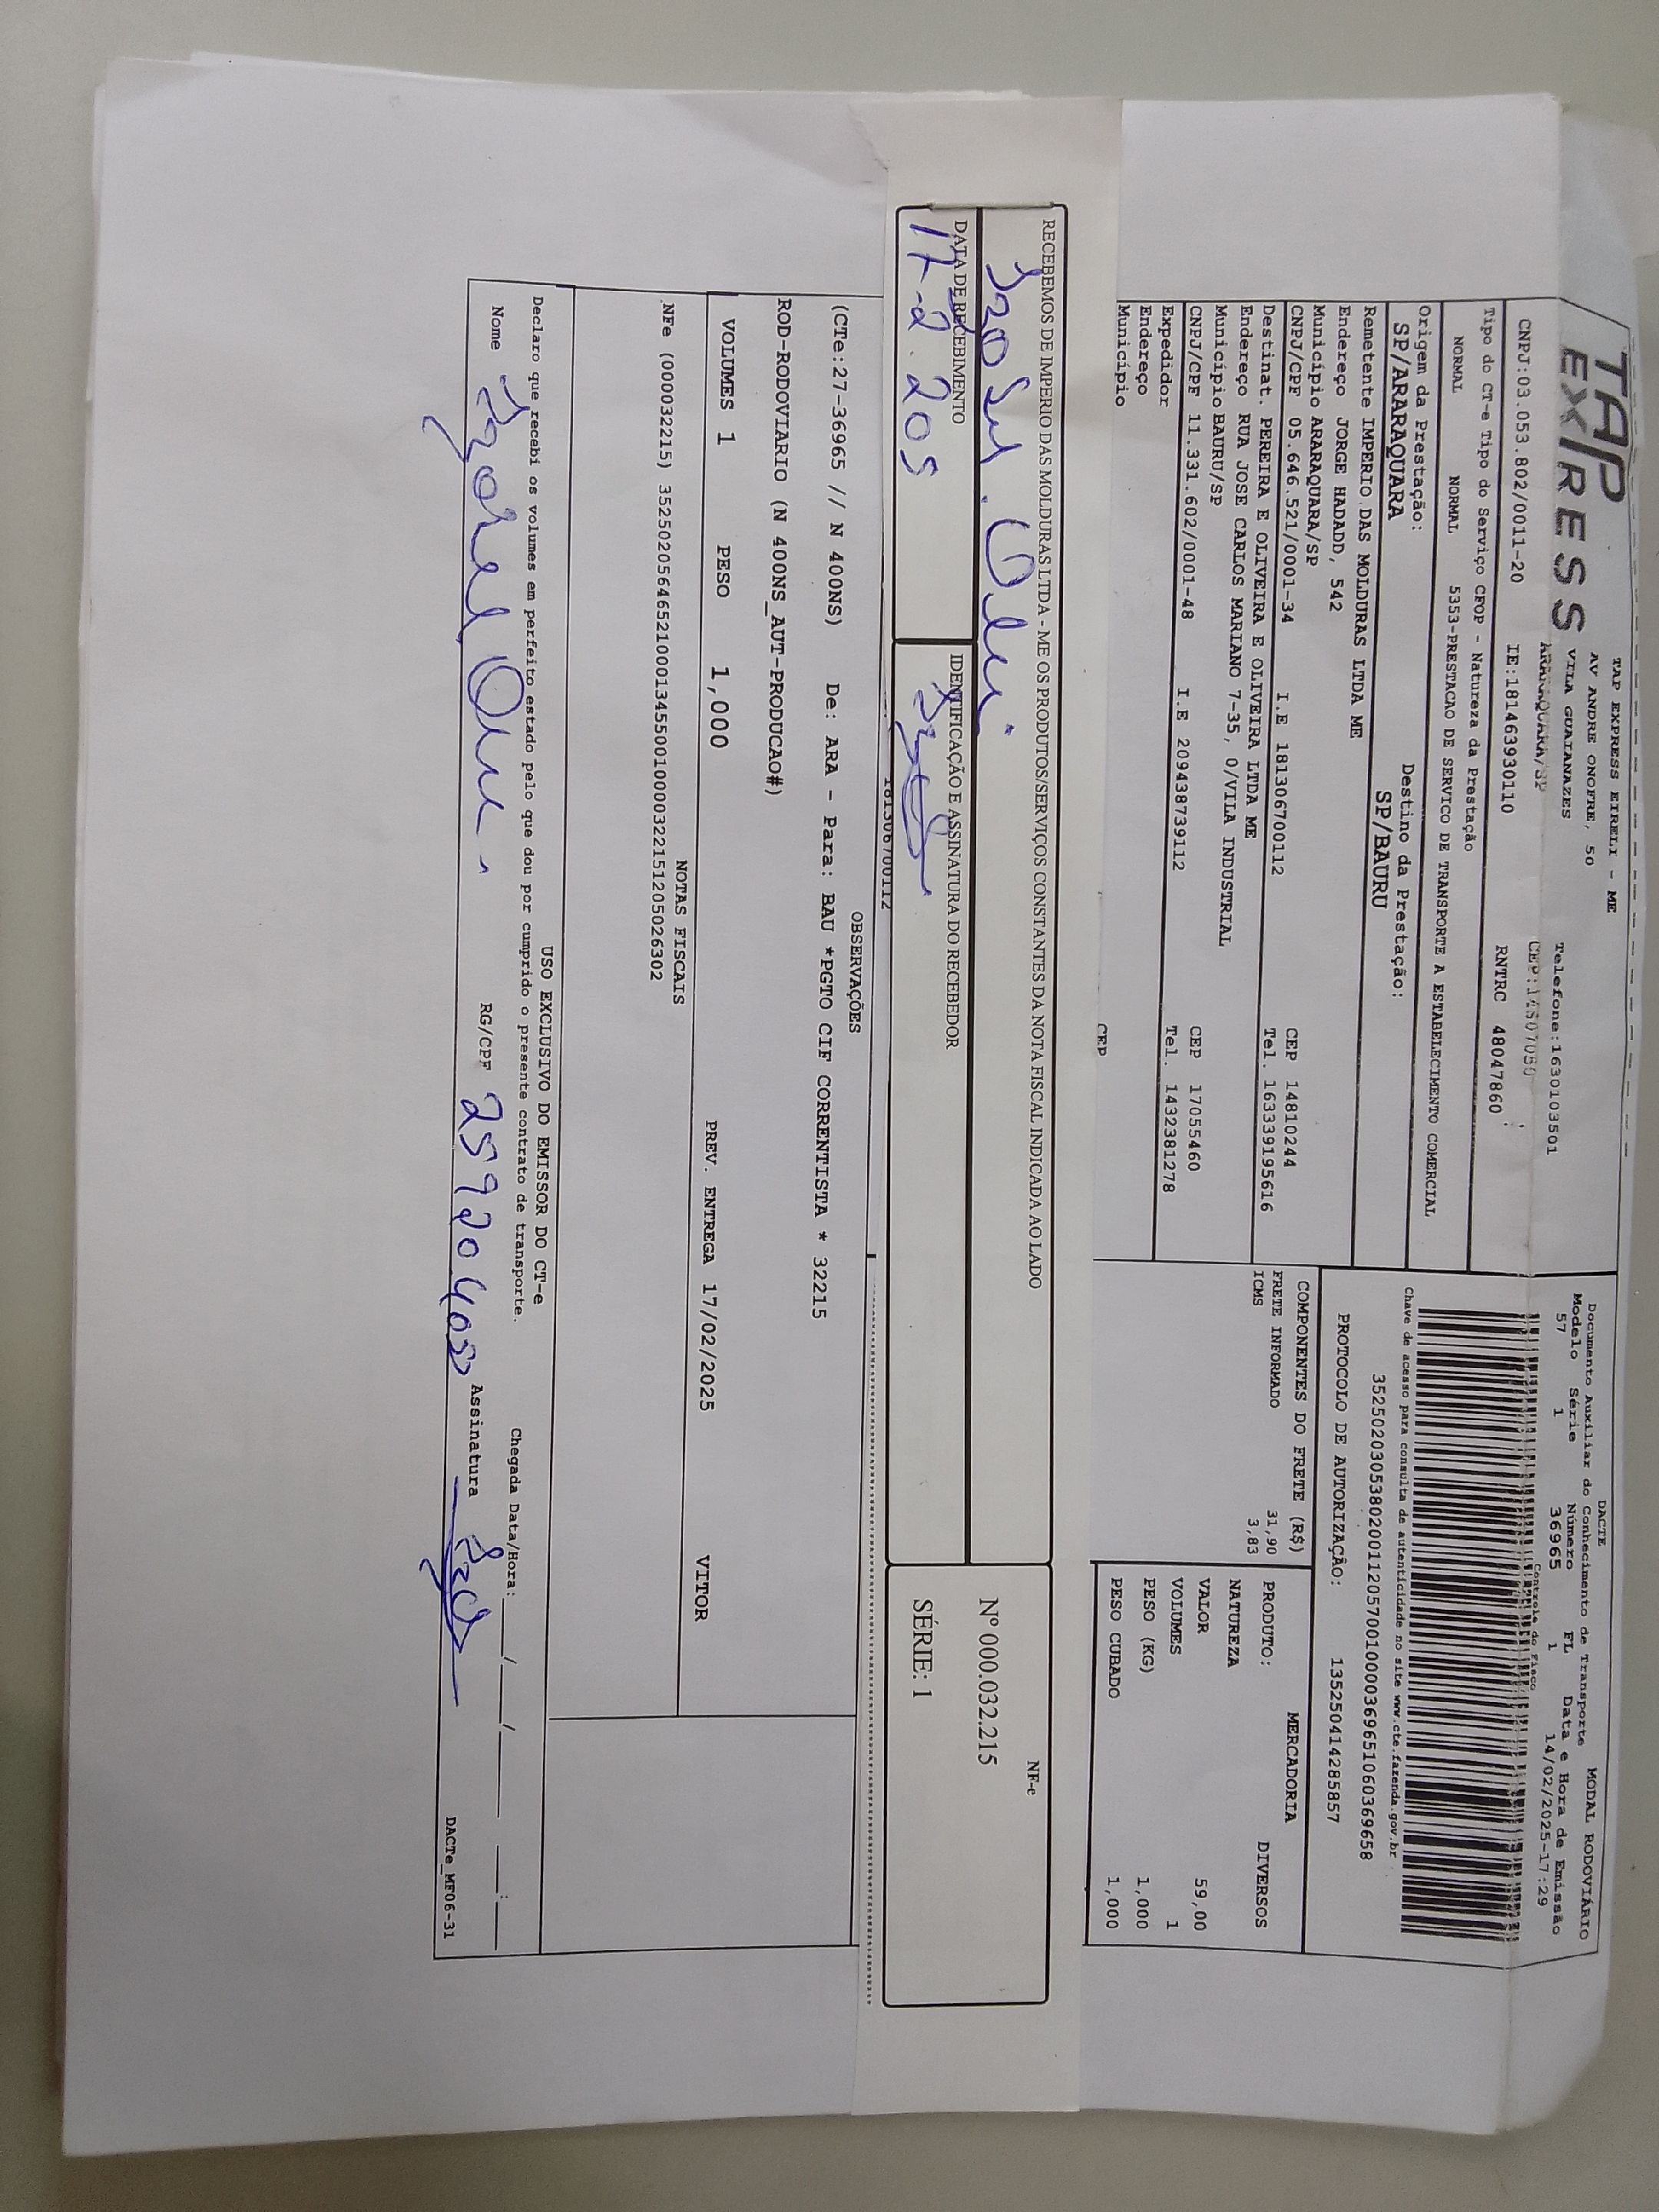 TAP
EXPRESS
TAP EXPRESS EIRELI - ME
AV ANDRE ONOFRE, 50
VILA GUAIANAZES Telefone:1630103501
ARARAQUARA/SP CEP:14807050
CNPJ:03.053.802/0011-20 IE:181463930110 RNTRC 48047860
Tipo do CT-e Tipo do Serviço CFOP - Natureza da Prestação
NORMAL NORMAL 5353-PRESTACAO DE SERVICO DE TRANSPORTE A ESTABELECIMENTO COMERCIAL
Origem da Prestação: Destino da Prestação:
SP/ARARAQUARA SP/BAURU
Remetente IMPERIO DAS MOLDURAS LTDA ME
Endereço JORGE HADADD, 542
Município ARARAQUARA/SP CEP 14810244
CNPJ/CPF 05.646.521/0001-34 I.E 181306700112 Tel. 1633391956 16
Destinat. PEREIRA E OLIVEIRA E OLIVEIRA LTDA ME
Endereço RUA JOSE CARLOS MARIANO 7-35, 0/VILA INDUSTRIAL
Município BAURU/SP CEP 17055460
CNPJ/CPF 11.331.602/0001-48 I.E 209438739112 Tel. 1432381278
Expedidor
Endereço
Município CEP
DACTE MODAL RODOVIÁRIO
Documento Auxiliar do Conhecimento de Transporte
Modelo Série Número FL Data e Hora de Emissão
57 1 36965 1 14/02/2025-17:29
Controle do Fisco
Chave de acesso para consulta de autenticidade no site www.cte.fazenda.gov.br
35250203053802001120570010000369651060369658
PROTOCOLO DE AUTORIZAÇÃO: 135250414285857
COMPONENTES DO FRETE (R$)
FRETE INFORMADO 31,90
ICMS 3,83
MERCADORIA
PRODUTO: DIVERSOS
NATUREZA
VALOR 59,00
VOLUMES 1
PESO (KG) 1,000
PESO CUBADO 1,000
RECEBEMOS DE IMPERIO DAS MOLDURAS LTDA - ME OS PRODUTOS/SERVIÇOS CONSTANTES DA NOTA FISCAL INDICADA AO LADO
DATA DE RECEBIMENTO IDENTIFICAÇÃO E ASSINATURA DO RECEBEDOR
17-2.205
NF-e
Nº 000.032.215
SÉRIE: 1
181306700112
OBSERVAÇÕES
(CTe:27-36965 // N 400NS) De: ARA - Para: BAU *PGTO CIF CORRENTISTA * 32215
ROD-RODOVIARIO (N 400NS_AUT-PRODUCAO#)
VOLUMES 1 PESO 1,000 PREV. ENTREGA 17/02/2025 VITOR
NOTAS FISCAIS
.NFe (000032215) 35250205646521000134550010000322151205026302
USO EXCLUSIVO DO EMISSOR DO CT-e
Declaro que recebi os volumes em perfeito estado pelo que dou por cumprido o presente contrato de transporte. Chegada Data/Hora: ___/___/_____ ___:___
Nome RG/CPF Assinatura
DACTe_MF06-31